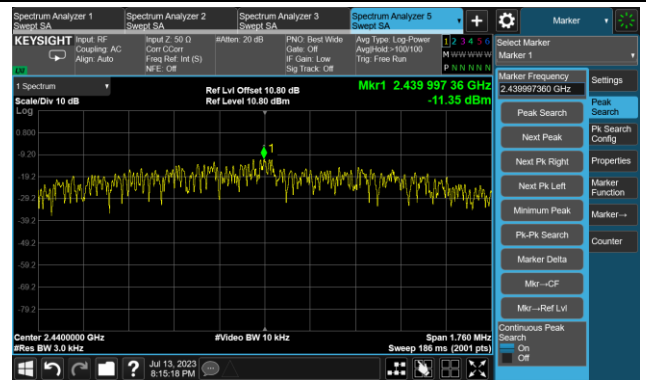 Spectrum Analyzer 1
Swept SA
Spectrum Analyzer 2
Swept SA
Spectrum Analyzer 3
Swept SA
Spectrum Analyzer 5
Swept SA
Marker
KEYSIGHT
Input: RF
Coupling: AC
Align: Auto
Input Z: 50 Ω
Corr CCorr
Freq Ref: Int (S)
NFE: Off
#Atten: 20 dB
PNO: Best Wide
Gate: Off
IF Gain: Low
Sig Track: Off
Avg Type: Log-Power
Avg|Hold:>100/100
Trig: Free Run
1 2 3 4 5 6
M W W W W W
P N N N N N
Select Marker
Marker 1
1 Spectrum
Scale/Div 10 dB
Log
Ref Lvl Offset 10.80 dB
Ref Level 10.80 dBm
Mkr1 2.439 997 36 GHz
-11.35 dBm
0.800
-9.20
-19.2
-29.2
-39.2
-49.2
-59.2
-69.2
-79.2
1
Center 2.4400000 GHz
#Res BW 3.0 kHz
#Video BW 10 kHz
Span 1.760 MHz
Sweep 186 ms (2001 pts)
Marker Frequency
2.439997360 GHz
Peak Search
Next Peak
Next Pk Right
Next Pk Left
Minimum Peak
Pk-Pk Search
Marker Delta
Mkr→CF
Mkr→Ref Lvl
Continuous Peak
Search
On
Off
Settings
Peak
Search
Pk Search
Config
Properties
Marker
Function
Marker→
Counter
?
Jul 13, 2023
8:15:18 PM